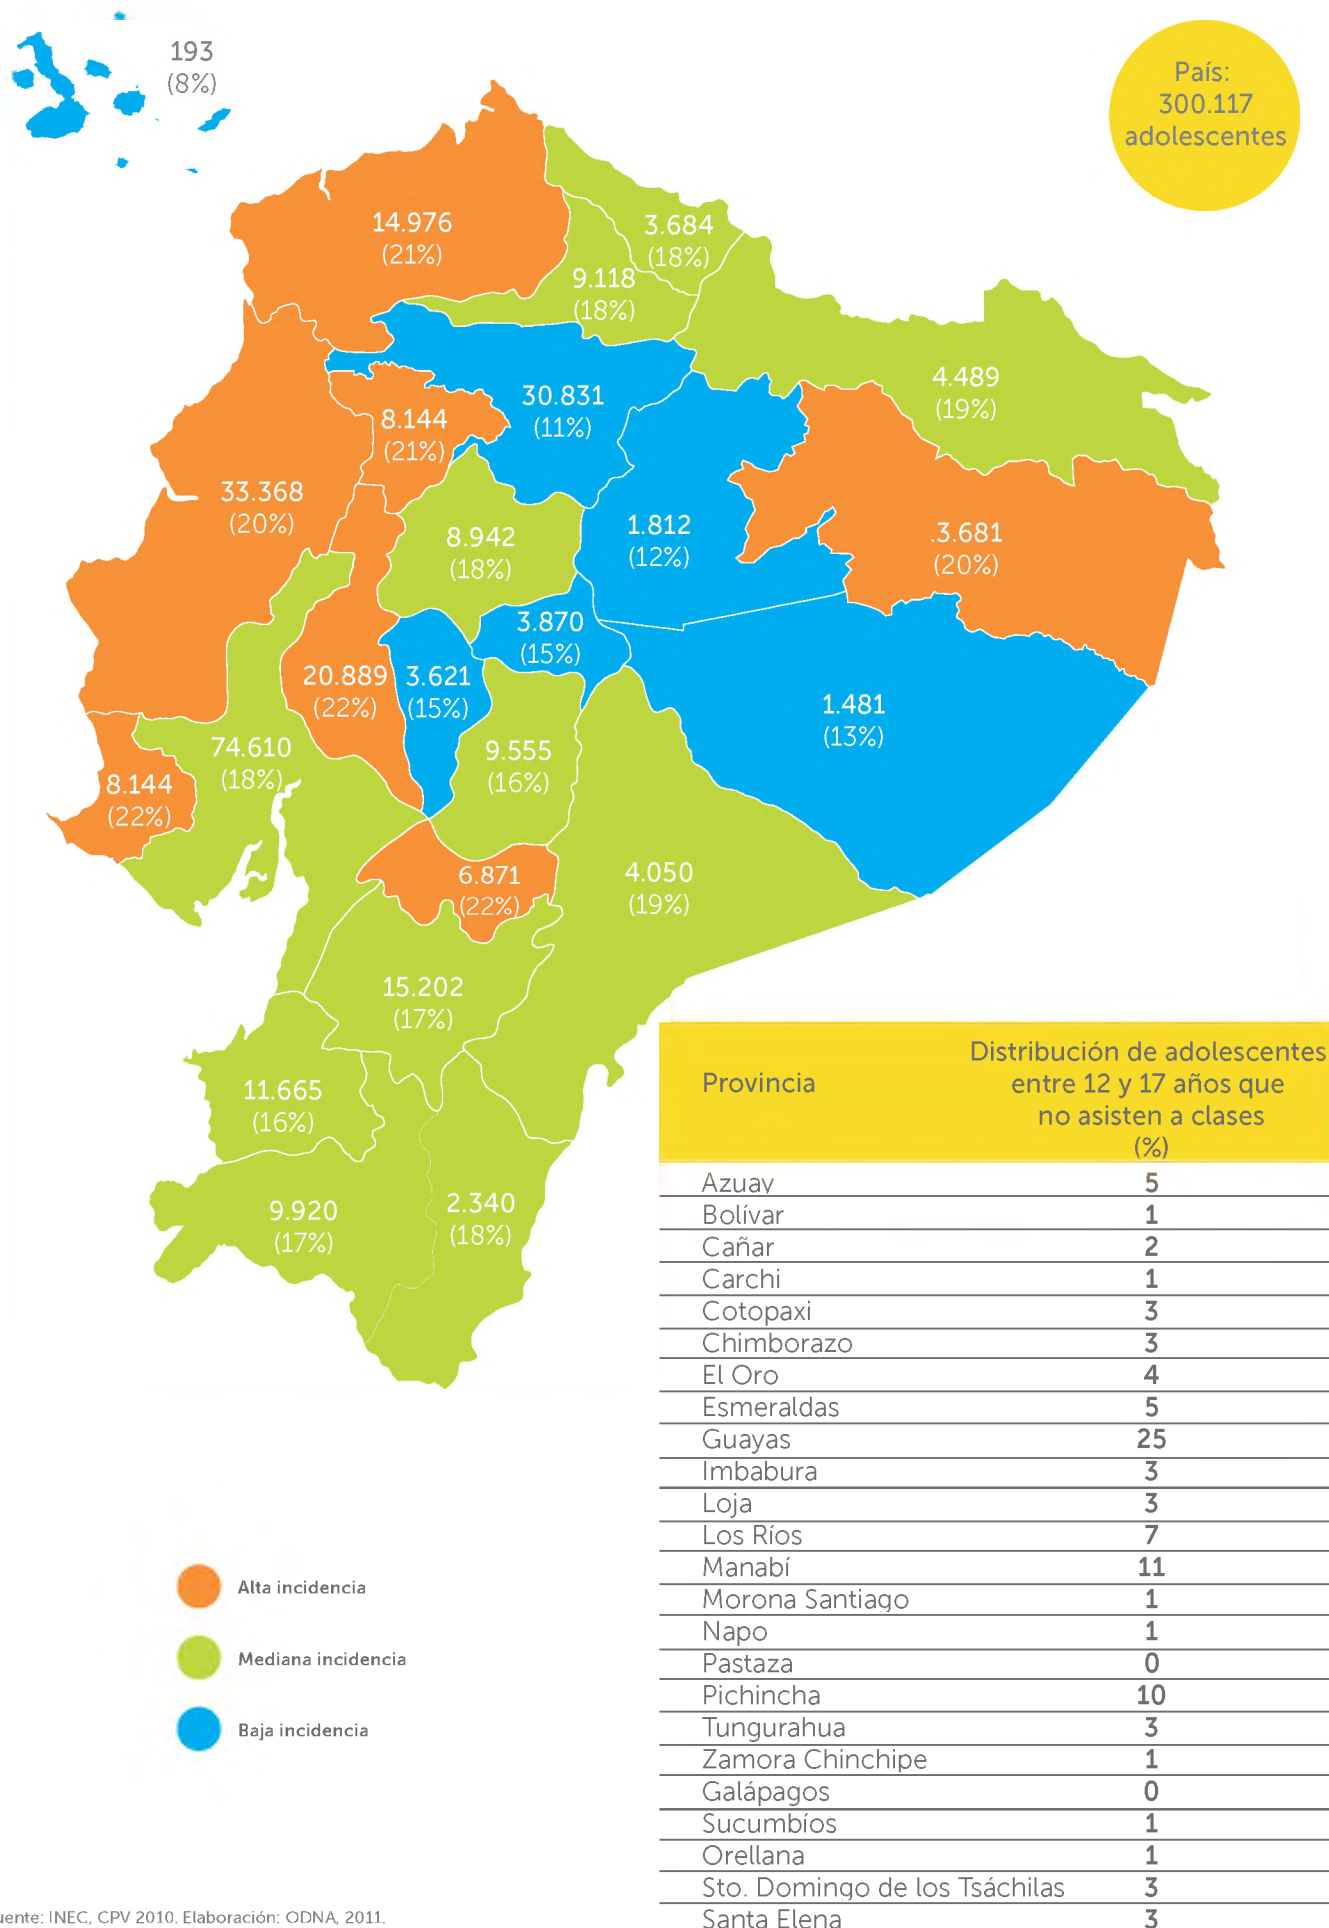 193
(8%)
País:
300.117
adolescentes
14.976
(21%)
3.684
(18%)
9.118
(18%)
4.489
(19%)
30.831
(11%)
8.144
(21%)
33.368
(20%)
8.942
(18%)
1.812
(12%)
.3.681
(20%)
3.870
(15%)
20.889
(22%)
3.621
(15%)
1.481
(13%)
74.610
(18%)
9.555
(16%)
8.144
(22%)
6.871
(22%)
4.050
(19%)
15.202
(17%)
11.665
(16%)
9.920
(17%)
2.340
(18%)
Provincia
Distribución de adolescentes
entre 12 y 17 años que
no asisten a clases
(%)
Azuay 5
Bolívar 1
Cañar 2
Carchi 1
Cotopaxi 3
Chimborazo 3
El Oro 4
Esmeraldas 5
Guayas 25
Imbabura 3
Loja 3
Los Ríos 7
Manabí 11
Morona Santiago 1
Napo 1
Pastaza 0
Pichincha 10
Tungurahua 3
Zamora Chinchipe 1
Galápagos 0
Sucumbíos 1
Orellana 1
Sto. Domingo de los Tsáchilas 3
Santa Elena 3
Alta incidencia
Mediana incidencia
Baja incidencia
uente: INEC, CPV 2010. Elaboración: ODNA, 2011.